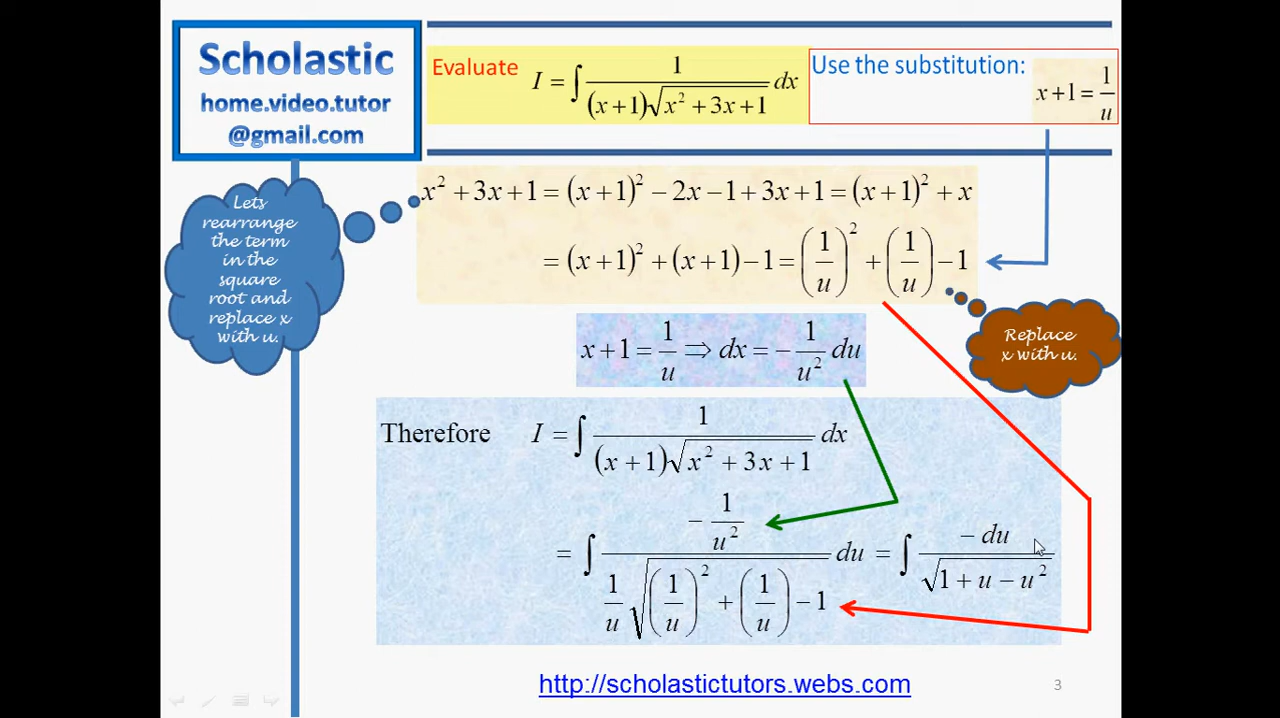 Scholastic
home.video.tutor
@gmail.com
Evaluate I = ∫ 1/((x+1)√(x² + 3x + 1)) dx
Use the substitution: x + 1 = 1/u
Lets
rearrange
the term
in the
square
root and
replace x
with u.
x² + 3x + 1 = (x+1)² − 2x − 1 + 3x + 1 = (x+1)² + x
= (x+1)² + (x+1) − 1 = (1/u)² + (1/u) − 1
Replace
x with u.
x + 1 = 1/u ⇒ dx = − 1/u² du
Therefore I = ∫ 1/((x+1)√(x² + 3x + 1)) dx
= ∫ (− 1/u²)/((1/u)√((1/u)² + (1/u) − 1)) du = ∫ − du/√(1 + u − u²)
http://scholastictutors.webs.com
3